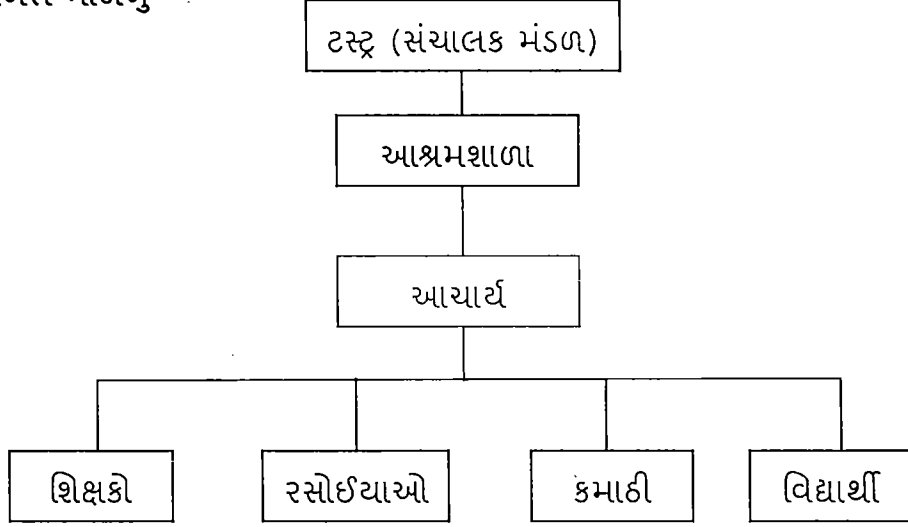 ટસ્ટ્ર (સંચાલક મંડળ)
આશ્રમશાળા
આચાર્ય
શિક્ષકો
રસોઈયાઓ
કમાઠી
વિદ્યાર્થી